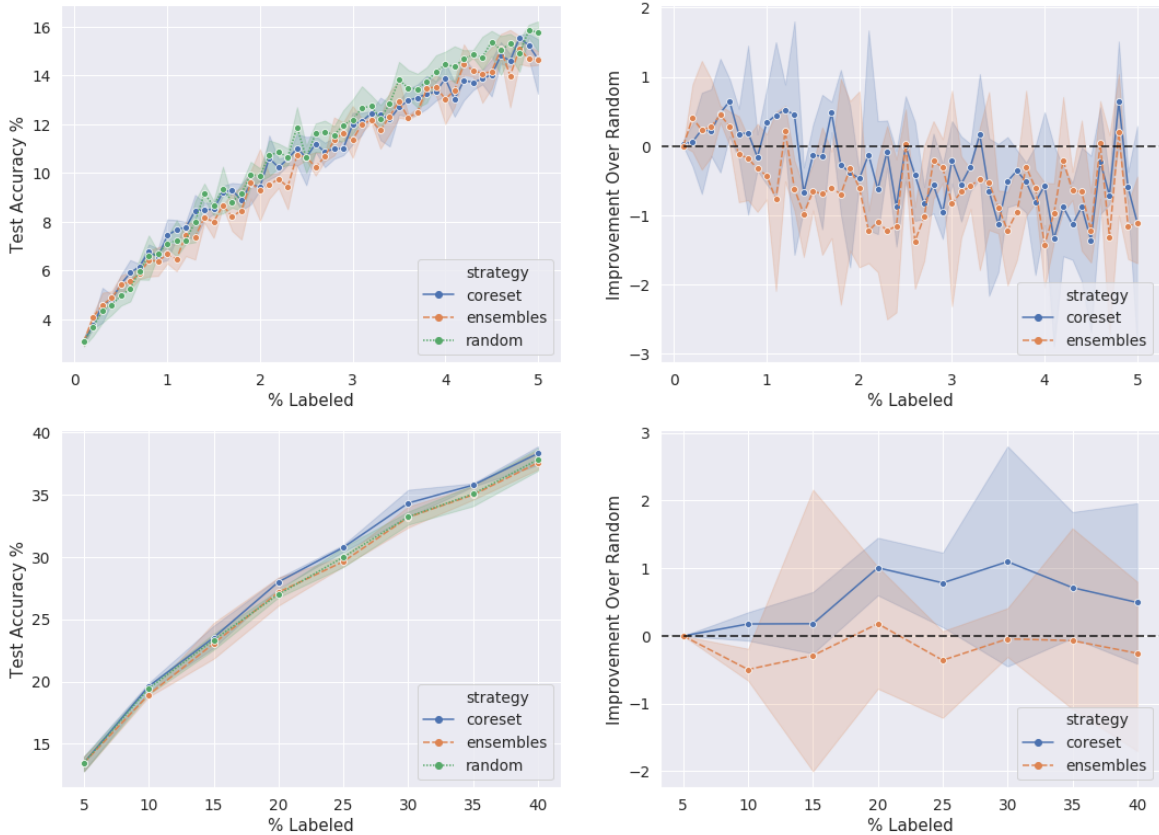 16
14
12
10
8
6
4
Test Accuracy %
0
1
2
3
4
5
% Labeled
strategy
coreset
ensembles
random
2
1
0
−1
−2
−3
Improvement Over Random
0
1
2
3
4
5
% Labeled
strategy
coreset
ensembles
40
35
30
25
20
15
Test Accuracy %
5
10
15
20
25
30
35
40
% Labeled
strategy
coreset
ensembles
random
3
2
1
0
−1
−2
Improvement Over Random
5
10
15
20
25
30
35
40
% Labeled
strategy
coreset
ensembles